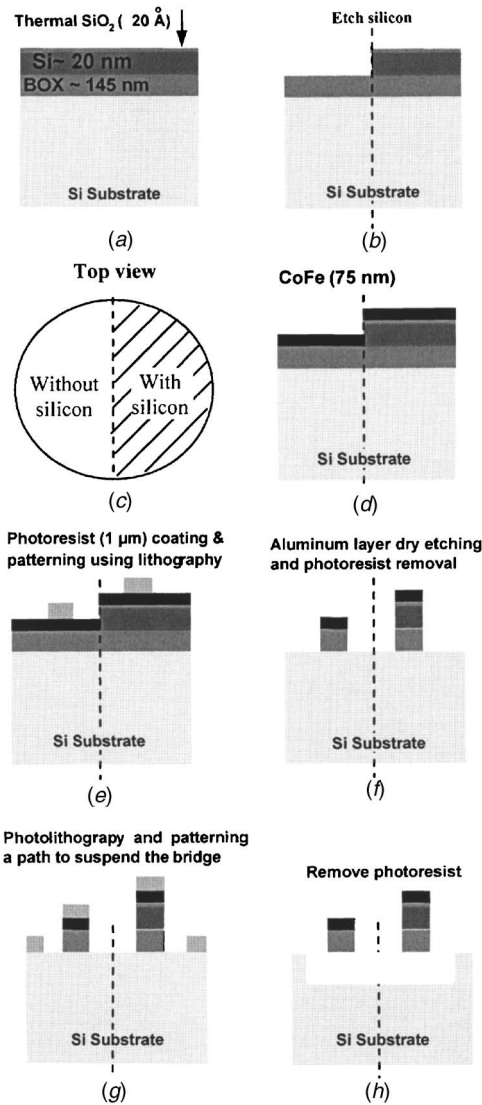 Thermal SiO2 ( 20 Å)
Si~ 20 nm
BOX ~ 145 nm
Si Substrate
(a)
Etch silicon
Si Substrate
(b)
Top view
Without
silicon
With
silicon
(c)
CoFe (75 nm)
Si Substrate
(d)
Photoresist (1 µm) coating &
patterning using lithography
Si Substrate
(e)
Aluminum layer dry etching
and photoresist removal
Si Substrate
(f)
Photolithograpy and patterning
a path to suspend the bridge
Si Substrate
(g)
Remove photoresist
Si Substrate
(h)